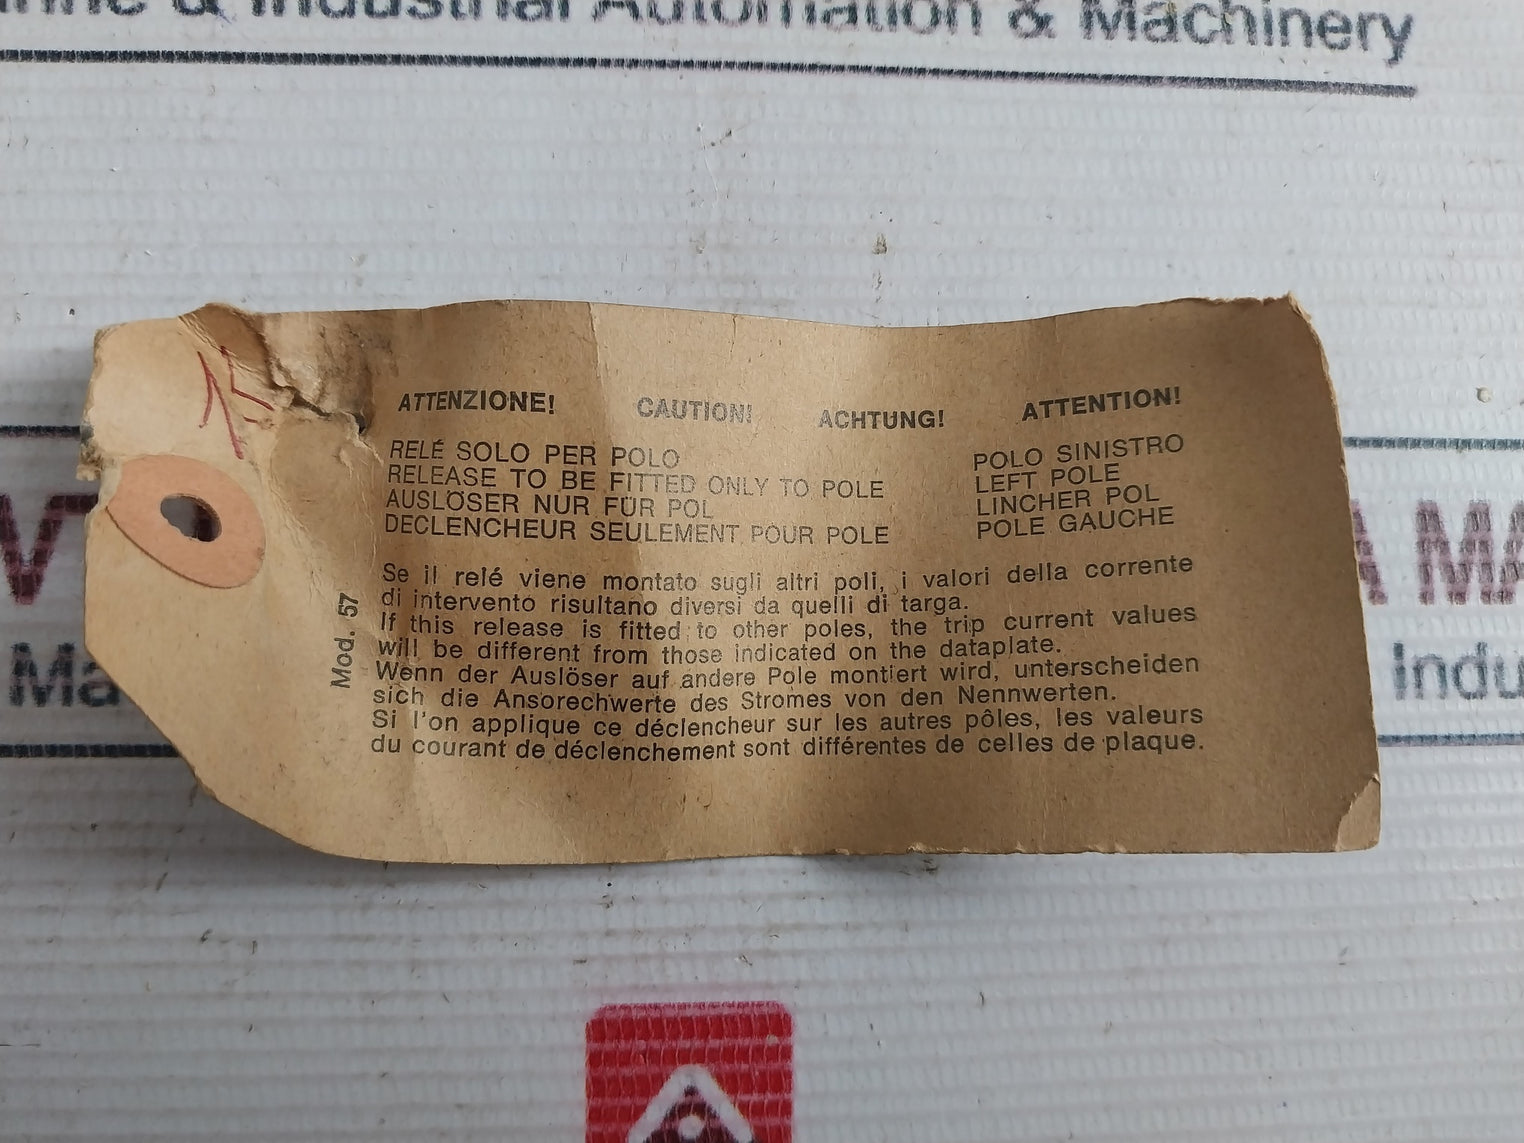 & Industrial Automation & Machinery
15
ATTENZIONE! CAUTION! ACHTUNG! ATTENTION!
RELÉ SOLO PER POLO POLO SINISTRO
RELEASE TO BE FITTED ONLY TO POLE LEFT POLE
AUSLÖSER NUR FÜR POL LINCHER POL
DECLENCHEUR SEULEMENT POUR POLE POLE GAUCHE
Se il relé viene montato sugli altri poli, i valori della corrente
di intervento risultano diversi da quelli di targa.
If this release is fitted to other poles, the trip current values
will be different from those indicated on the dataplate.
Wenn der Auslöser auf andere Pole montiert wird, unterscheiden
sich die Ansorechwerte des Stromes von den Nennwerten.
Si l'on applique ce déclencheur sur les autres pôles, les valeurs
du courant de déclenchement sont différentes de celles de plaque.
Mod. 57